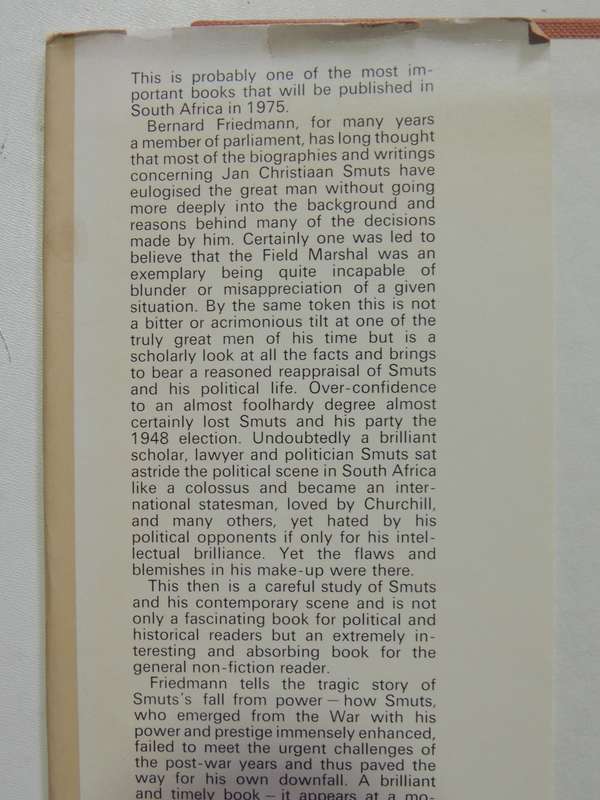 This is probably one of the most im-
portant books that will be published in
South Africa in 1975.
Bernard Friedmann, for many years
a member of parliament, has long thought
that most of the biographies and writings
concerning Jan Christiaan Smuts have
eulogised the great man without going
more deeply into the background and
reasons behind many of the decisions
made by him. Certainly one was led to
believe that the Field Marshal was an
exemplary being quite incapable of
blunder or misappreciation of a given
situation. By the same token this is not
a bitter or acrimonious tilt at one of the
truly great men of his time but is a
scholarly look at all the facts and brings
to bear a reasoned reappraisal of Smuts
and his political life. Over-confidence
to an almost foolhardy degree almost
certainly lost Smuts and his party the
1948 election. Undoubtedly a brilliant
scholar, lawyer and politician Smuts sat
astride the political scene in South Africa
like a colossus and became an inter-
national statesman, loved by Churchill,
and many others, yet hated by his
political opponents if only for his intel-
lectual brilliance. Yet the flaws and
blemishes in his make-up were there.
This then is a careful study of Smuts
and his contemporary scene and is not
only a fascinating book for political and
historical readers but an extremely in-
teresting and absorbing book for the
general non-fiction reader.
Friedmann tells the tragic story of
Smuts's fall from power – how Smuts,
who emerged from the War with his
power and prestige immensely enhanced,
failed to meet the urgent challenges of
the post-war years and thus paved the
way for his own downfall. A brilliant
and timely book – it appears at a mo-